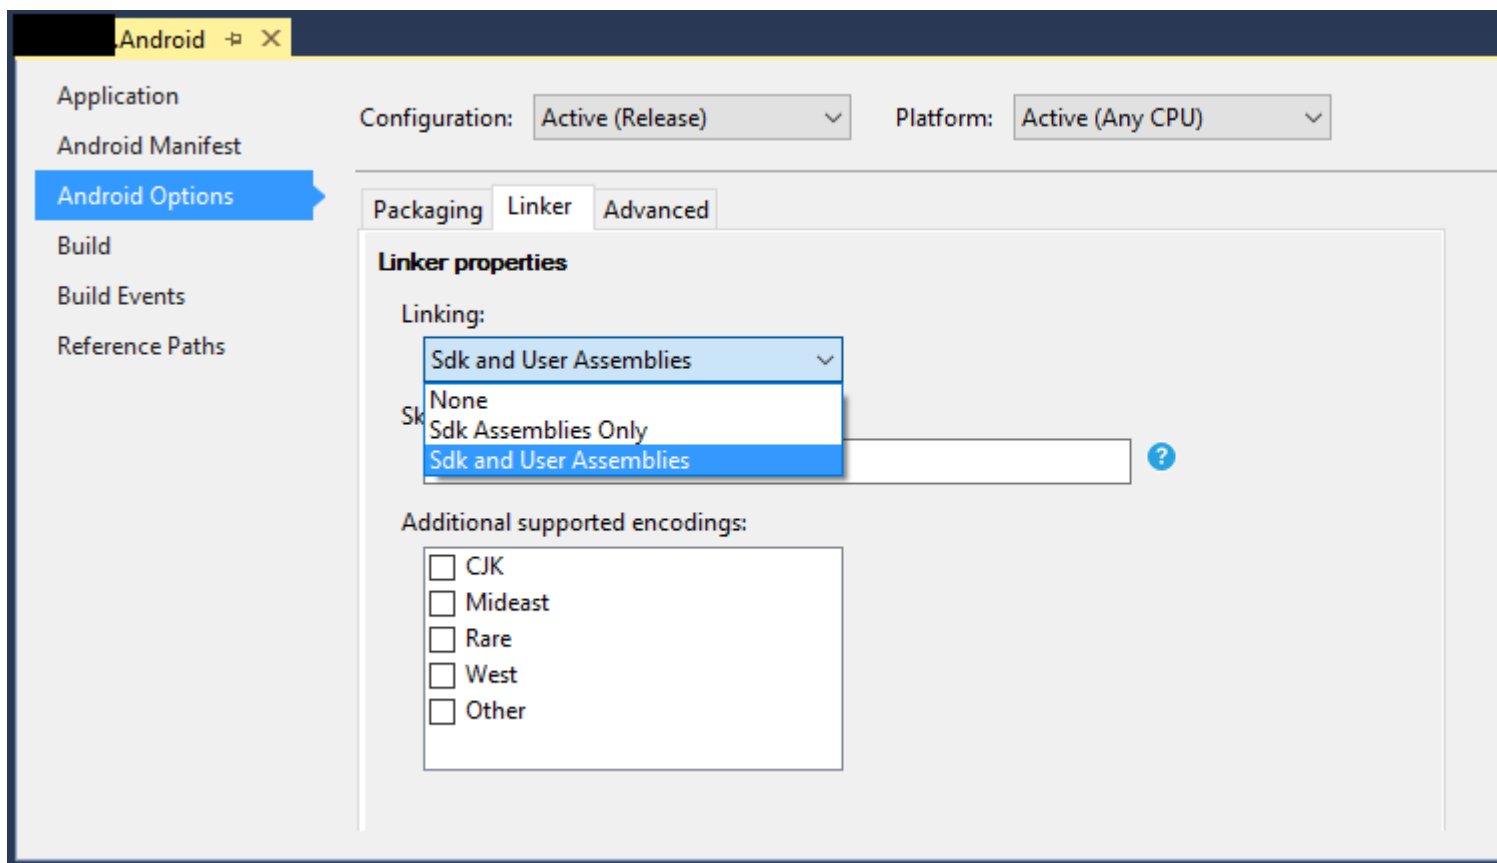 .Android
Application
Android Manifest
Android Options
Build
Build Events
Reference Paths
Configuration: Active (Release) Platform: Active (Any CPU)
Packaging Linker Advanced
Linker properties
Linking:
Sdk and User Assemblies
None
Sdk Assemblies Only
Sdk and User Assemblies
?
Additional supported encodings:
CJK
Mideast
Rare
West
Other